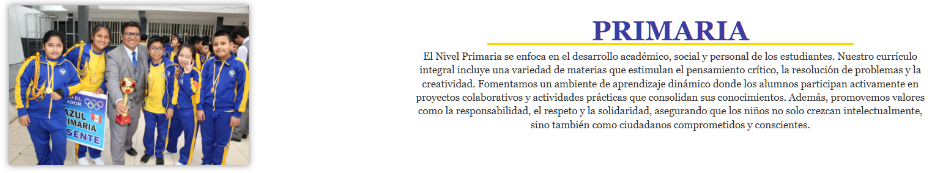 AZUL
PRIMARIA
SENTE
PRIMARIA
El Nivel Primaria se enfoca en el desarrollo académico, social y personal de los estudiantes. Nuestro currículo
integral incluye una variedad de materias que estimulan el pensamiento crítico, la resolución de problemas y la
creatividad. Fomentamos un ambiente de aprendizaje dinámico donde los alumnos participan activamente en
proyectos colaborativos y actividades prácticas que consolidan sus conocimientos. Además, promovemos valores
como la responsabilidad, el respeto y la solidaridad, asegurando que los niños no solo crezcan intelectualmente,
sino también como ciudadanos comprometidos y conscientes.